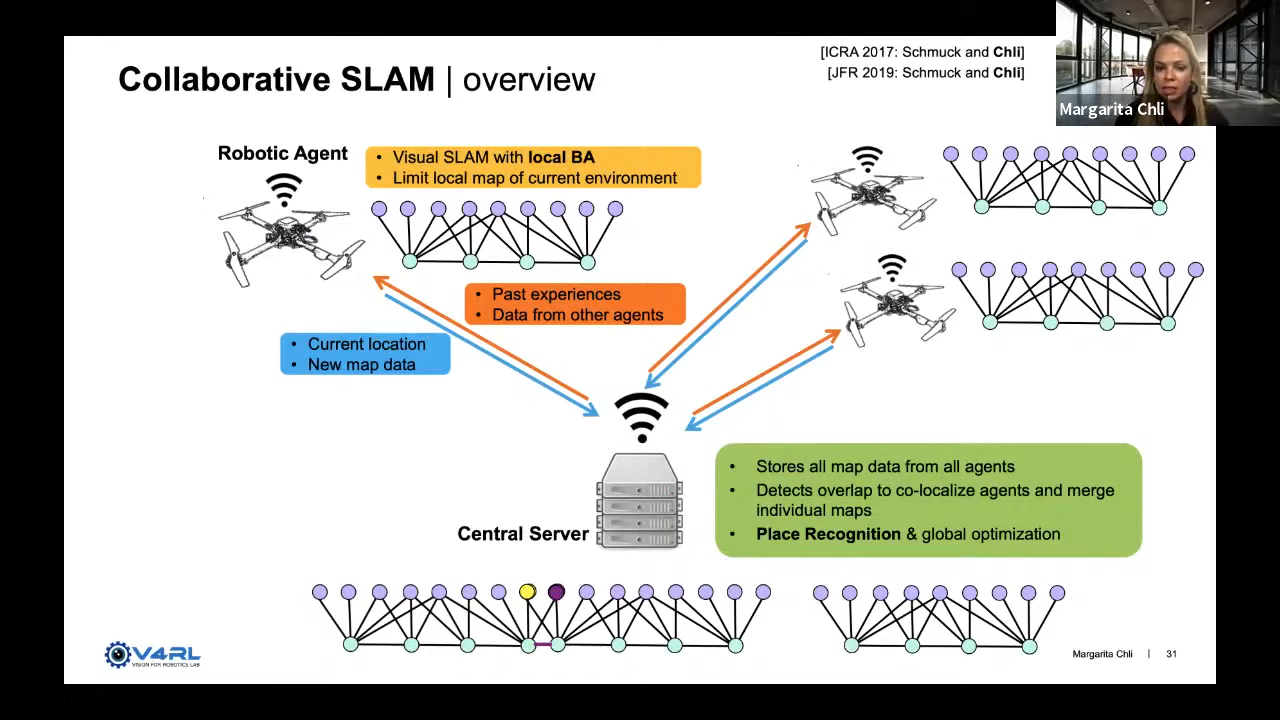 [ICRA 2017: Schmuck and Chli]
[JFR 2019: Schmuck and Chli]
Collaborative SLAM | overview
Margarita Chli
Robotic Agent
• Visual SLAM with local BA
• Limit local map of current environment
• Past experiences
• Data from other agents
• Current location
• New map data
• Stores all map data from all agents
• Detects overlap to co-localize agents and merge
individual maps
• Place Recognition & global optimization
Central Server
V4RL
VISION FOR ROBOTICS LAB
Margarita Chli | 31